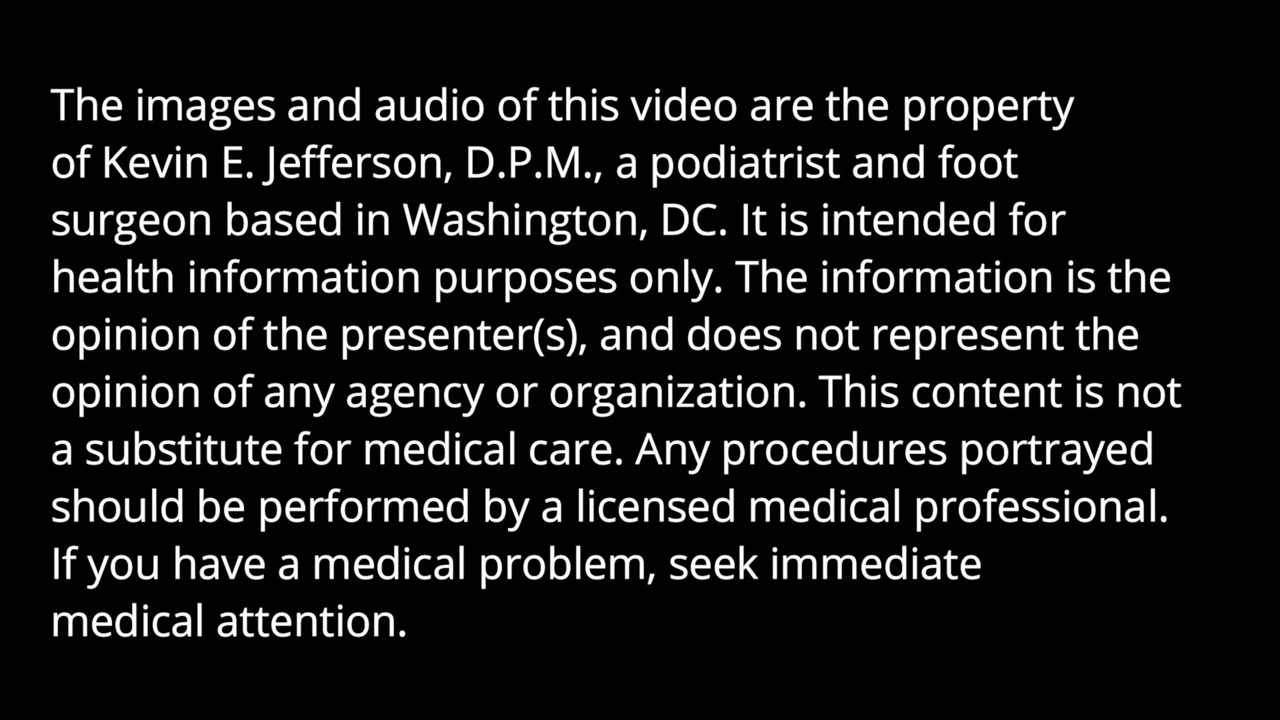 The images and audio of this video are the property
of Kevin E. Jefferson, D.P.M., a podiatrist and foot
surgeon based in Washington, DC. It is intended for
health information purposes only. The information is the
opinion of the presenter(s), and does not represent the
opinion of any agency or organization. This content is not
a substitute for medical care. Any procedures portrayed
should be performed by a licensed medical professional.
If you have a medical problem, seek immediate
medical attention.